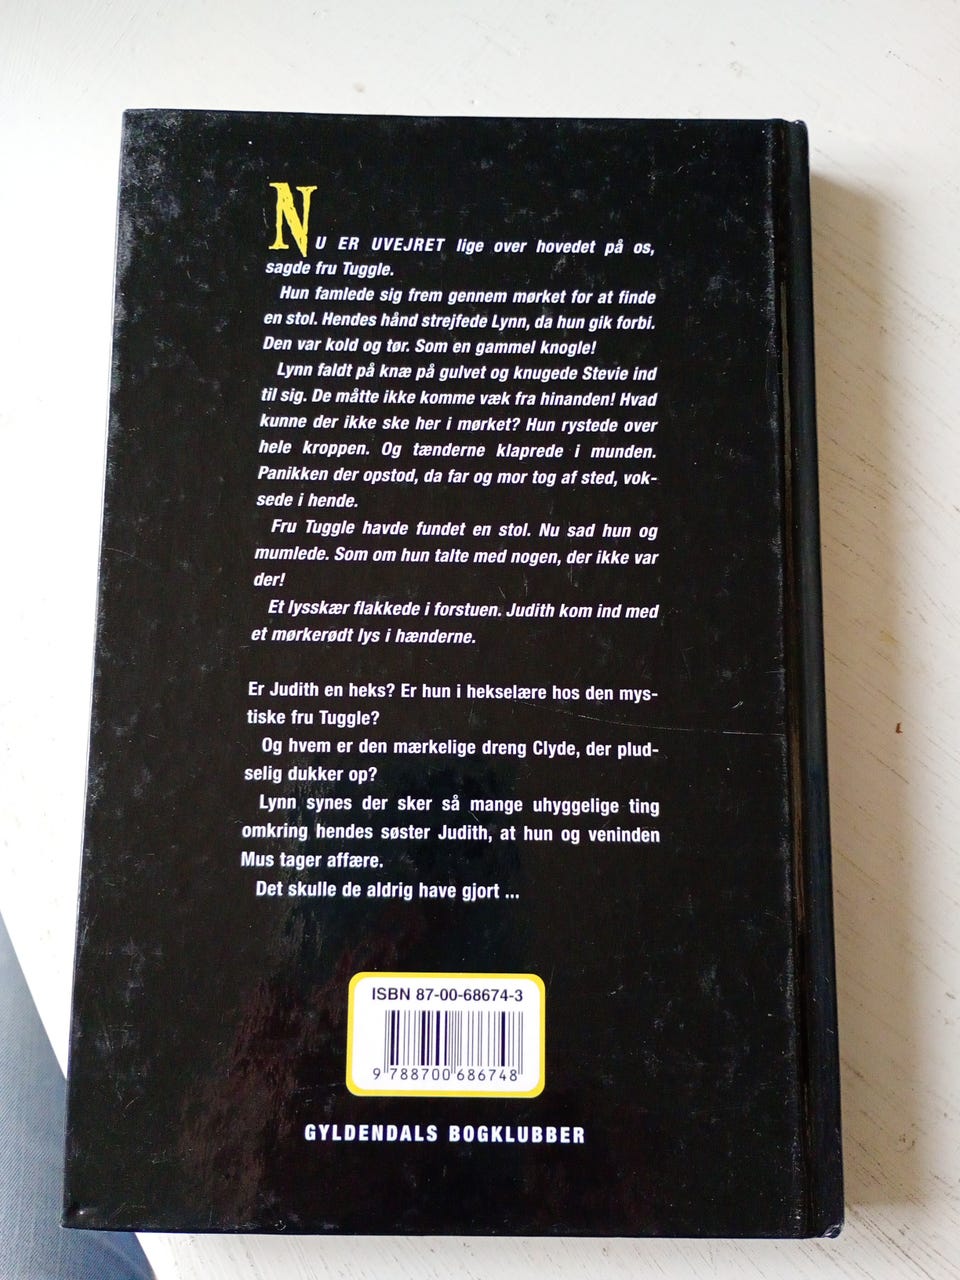 NU ER UVEJRET lige over hovedet på os,
sagde fru Tuggle.
Hun famlede sig frem gennem mørket for at finde
en stol. Hendes hånd strejfede Lynn, da hun gik forbi.
Den var kold og tør. Som en gammel knogle!
Lynn faldt på knæ på gulvet og knugede Stevie ind
til sig. De måtte ikke komme væk fra hinanden! Hvad
kunne der ikke ske her i mørket? Hun rystede over
hele kroppen. Og tænderne klaprede i munden.
Panikken der opstod, da far og mor tog af sted, vok-
sede i hende.
Fru Tuggle havde fundet en stol. Nu sad hun og
mumlede. Som om hun talte med nogen, der ikke var
der!
Et lysskær flakkede i forstuen. Judith kom ind med
et mørkerødt lys i hænderne.
Er Judith en heks? Er hun i hekselære hos den mys-
tiske fru Tuggle?
Og hvem er den mærkelige dreng Clyde, der plud-
selig dukker op?
Lynn synes der sker så mange uhyggelige ting
omkring hendes søster Judith, at hun og veninden
Mus tager affære.
Det skulle de aldrig have gjort ...
ISBN 87-00-68674-3
9 788700 686748
GYLDENDALS BOGKLUBBER